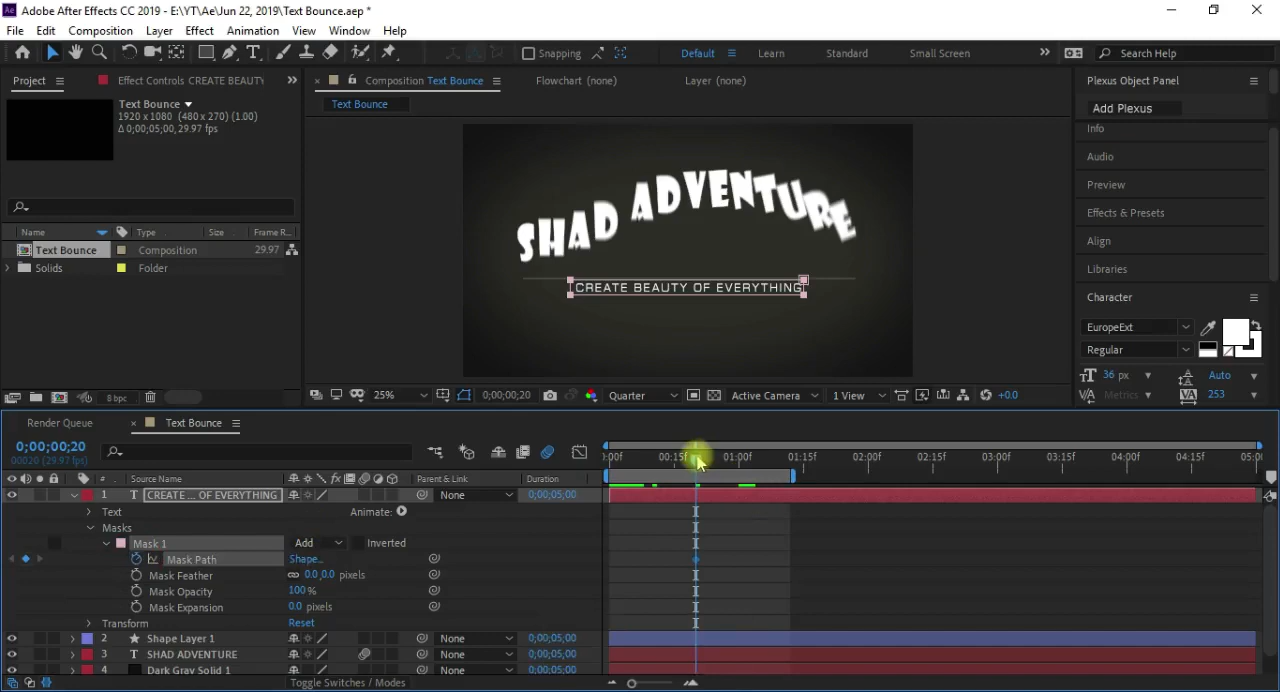 Adobe After Effects CC 2019 - E:\YT\Ae\Jun 22, 2019\Text Bounce.aep *
File Edit Composition Layer Effect Animation View Window Help
Snapping Default Learn Standard Small Screen Search Help
Project Effect Controls CREATE BEAUTY Composition Text Bounce Flowchart (none) Layer (none) Plexus Object Panel
Text Bounce
1920 x 1080 (480 x 270) (1.00)
Δ 0;00;05;00, 29.97 fps
Text Bounce
Add Plexus
Info
Audio
Preview
Effects & Presets
Align
Libraries
Character
EuropeExt
Regular
36 px Auto
Metrics 253
Name Type Size Frame R...
Text Bounce Composition 29.97
Solids Folder
SHAD ADVENTURE
CREATE BEAUTY OF EVERYTHING
8 bpc 25% 0;00;00;20 Quarter Active Camera 1 View +0.0
Render Queue Text Bounce
0;00;00;20
00020 (29.97 fps)
:00f 00:15f 01:00f 01:15f 02:00f 02:15f 03:00f 03:15f 04:00f 04:15f 05:0
# Source Name Parent & Link Duration
1 T CREATE ... OF EVERYTHING None 0;00;05;00
Text Animate:
Masks
Mask 1 Add Inverted
Mask Path Shape...
Mask Feather 0.0,0.0 pixels
Mask Opacity 100 %
Mask Expansion 0.0 pixels
Transform Reset
2 Shape Layer 1 None 0;00;05;00
3 T SHAD ADVENTURE None 0;00;05;00
4 Dark Gray Solid 1 None 0;00;05;00
Toggle Switches / Modes